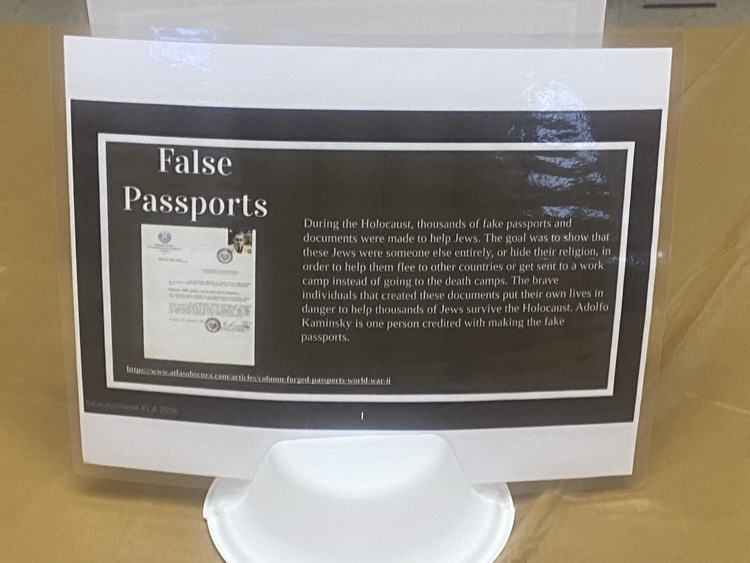 False
Passports
During the Holocaust, thousands of fake passports and
documents were made to help Jews. The goal was to show that
these Jews were someone else entirely, or hide their religion, in
order to help them flee to other countries or get sent to a work
camp instead of going to the death camps. The brave
individuals that created these documents put their own lives in
danger to help thousands of Jews survive the Holocaust. Adolfo
Kaminsky is one person credited with making the fake
passports.
https://www.atlasobscura.com/articles/column-forged-passports-world-war-ii
©Exceptional ELA 2026
1